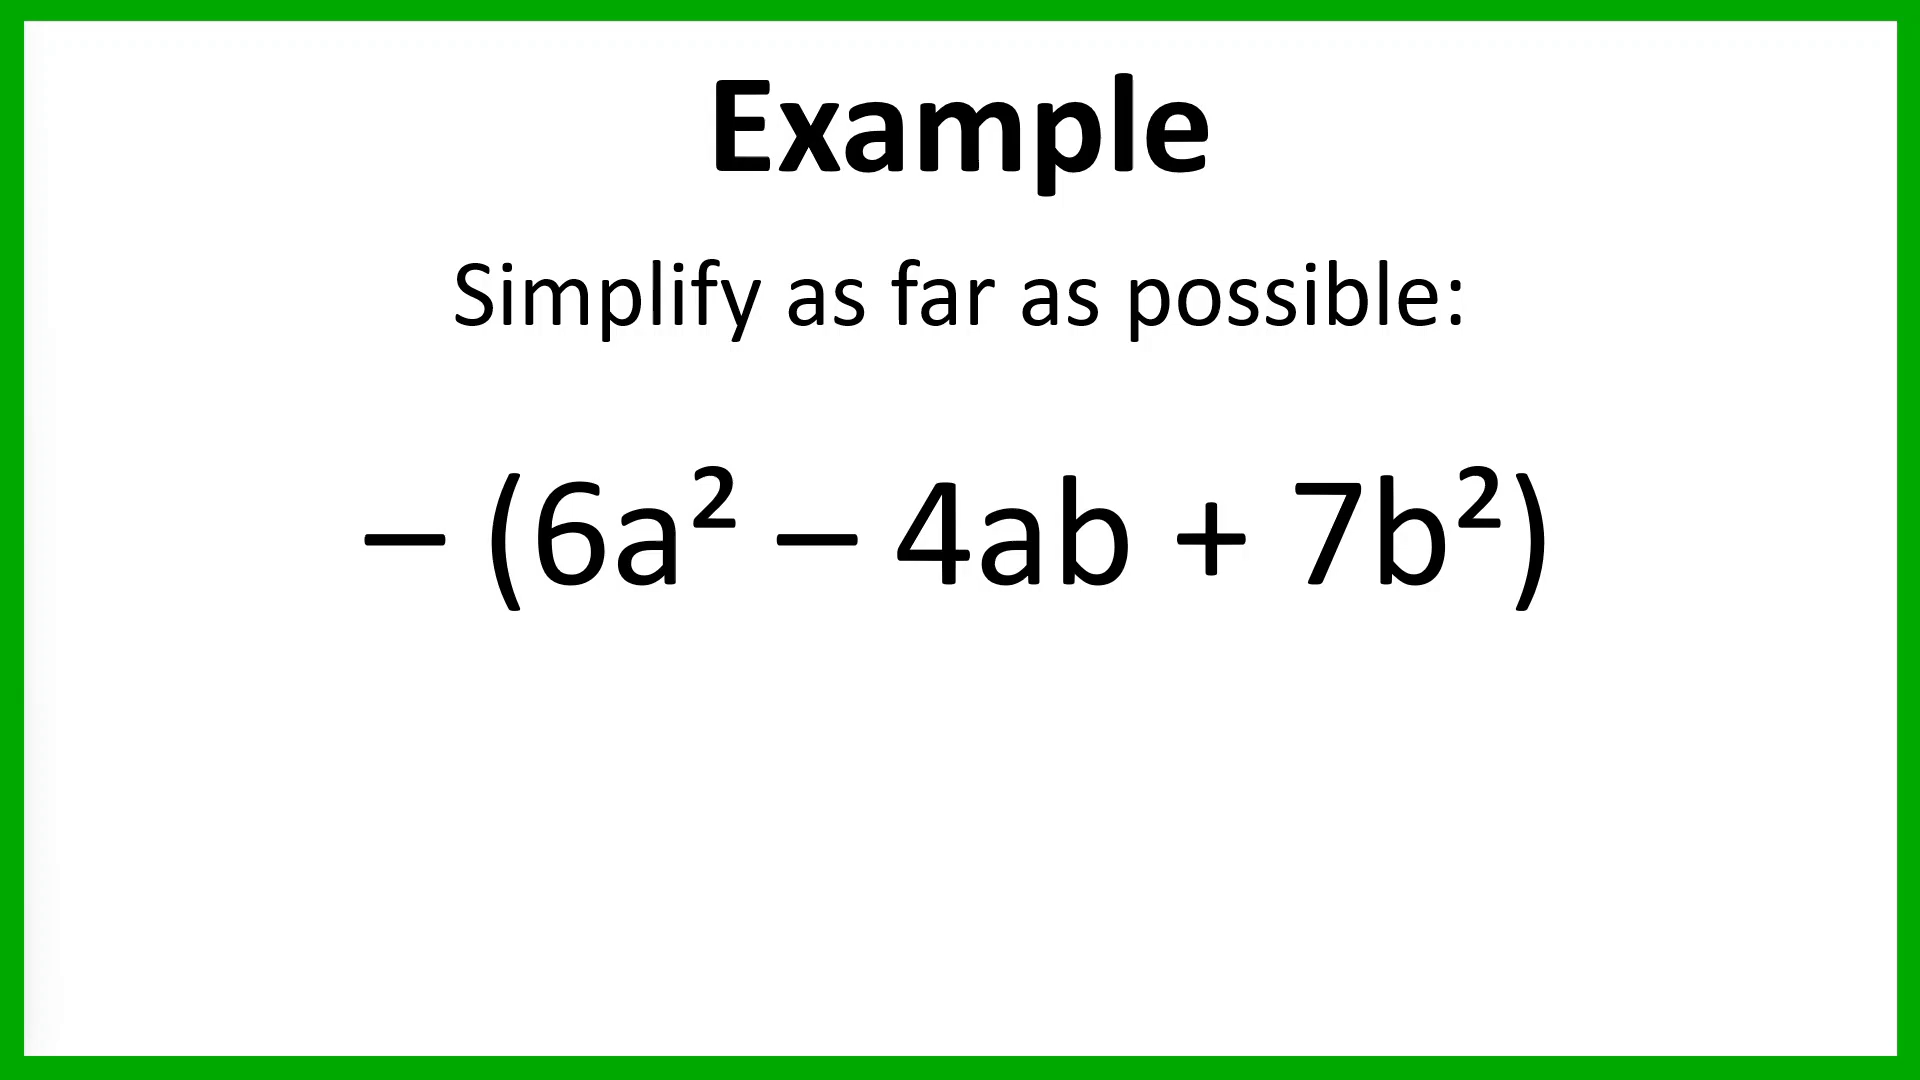 Example
Simplify as far as possible:
– (6a² – 4ab + 7b²)